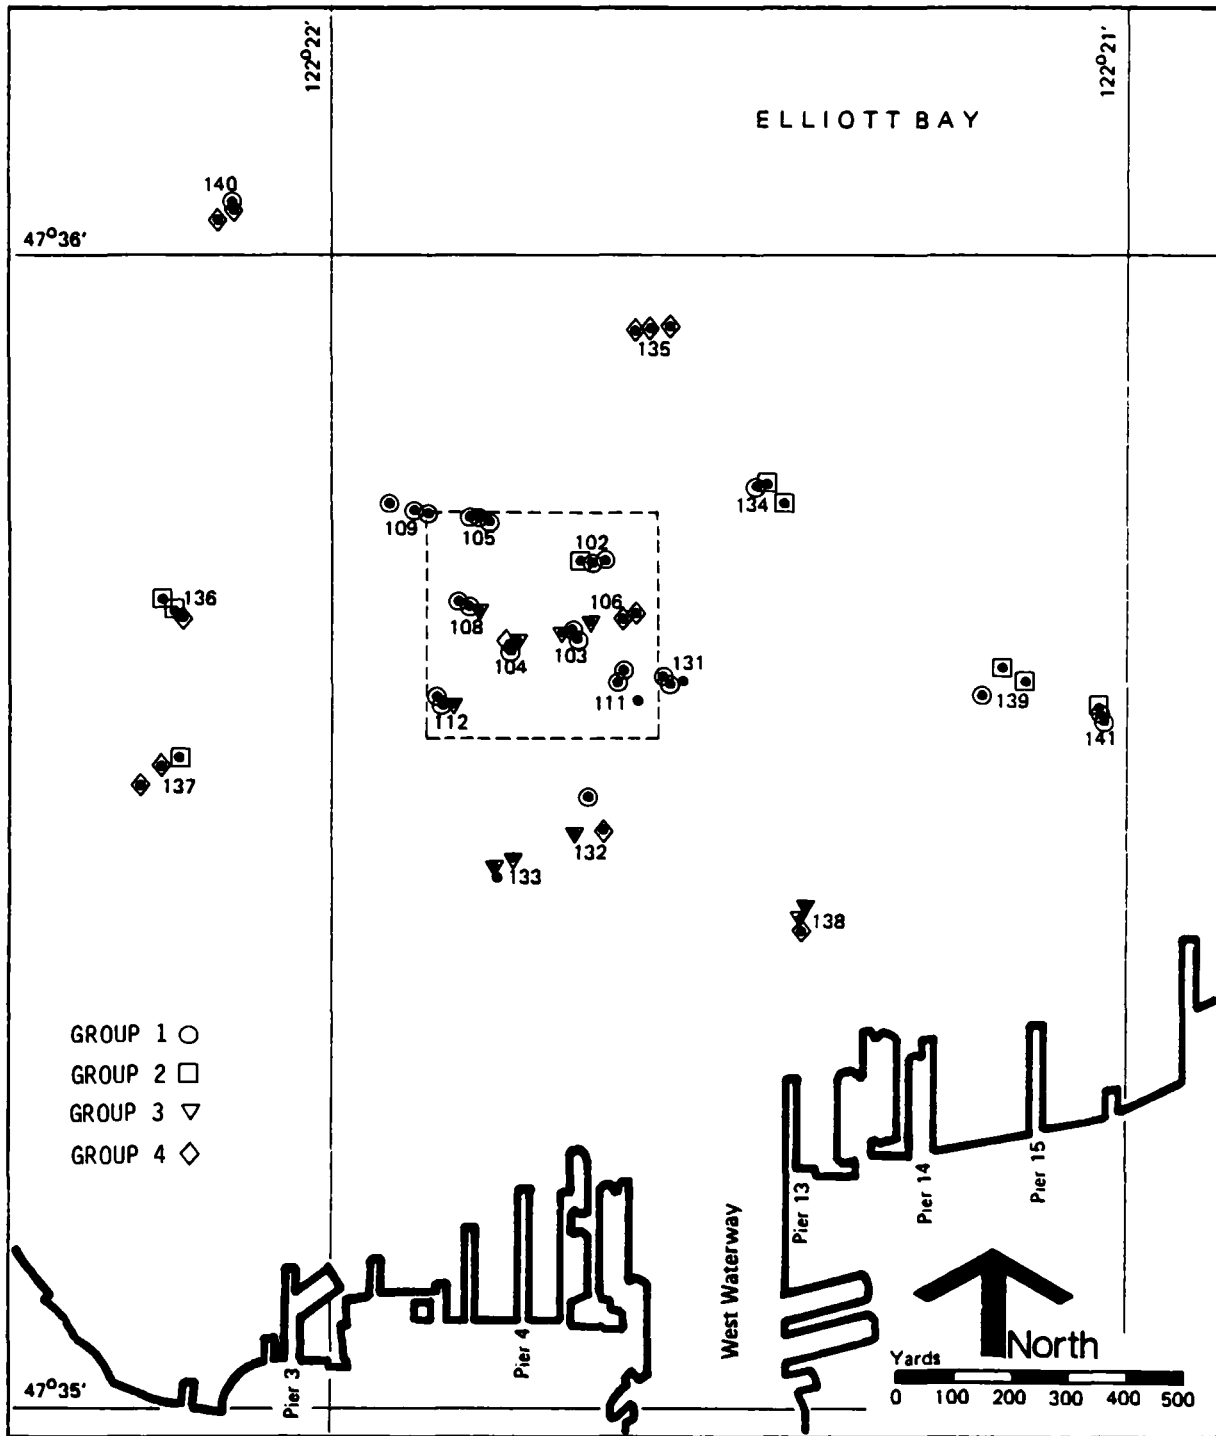 122°22'
122°21'
ELLIOTT BAY
140
47°36'
135
134
109
105
102
136
106
108
103
104
131
111
139
112
141
137
132
133
138
GROUP 1
GROUP 2
GROUP 3
GROUP 4
Pier 15
Pier 14
Pier 13
West Waterway
Pier 4
Pier 3
North
Yards
47°35'
0 100 200 300 400 500